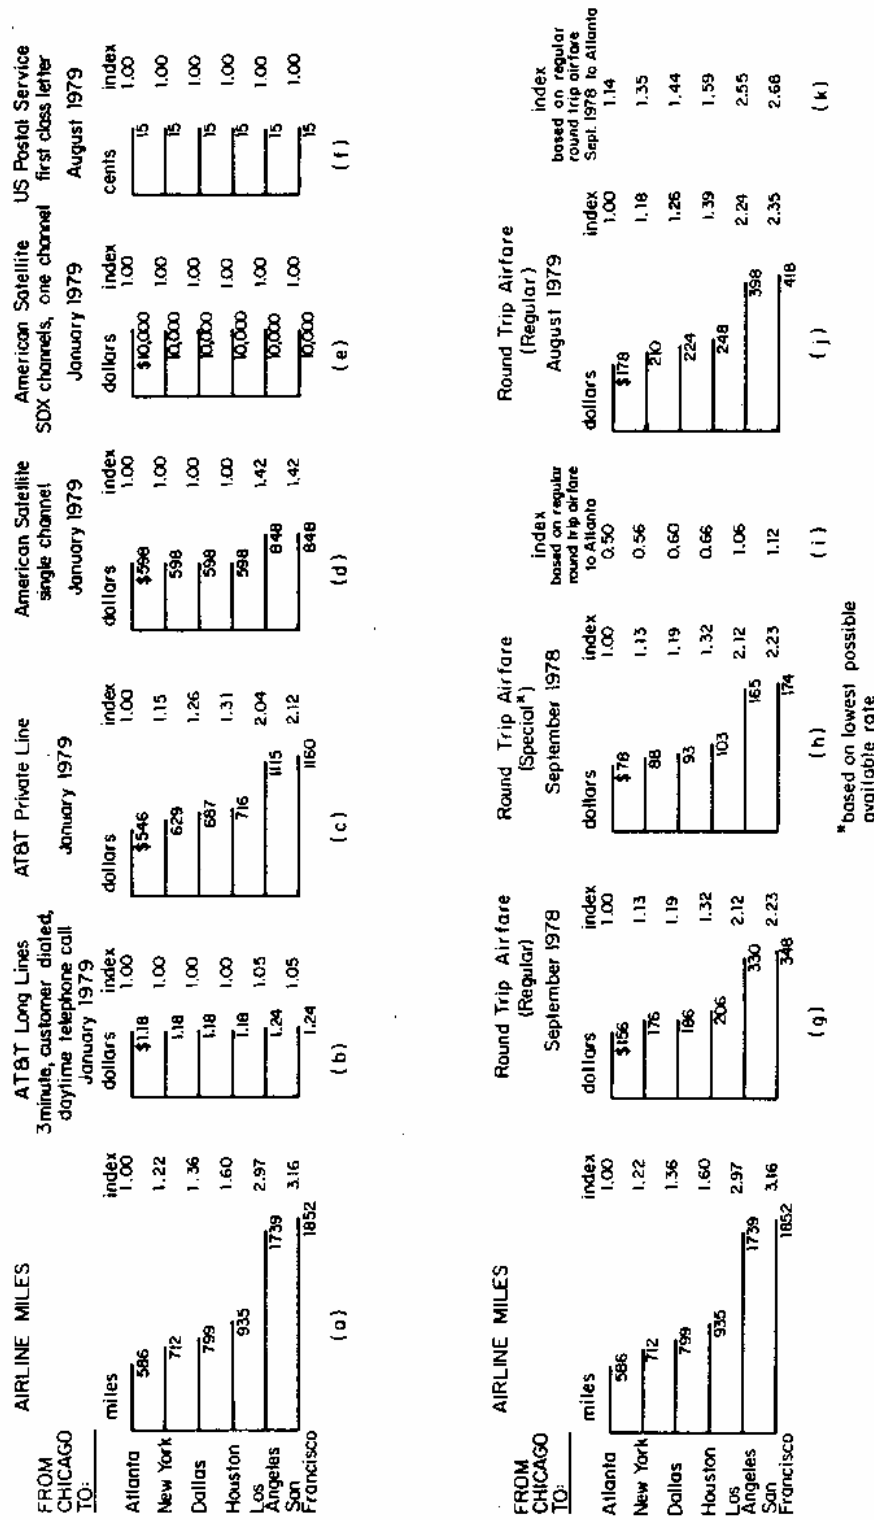 FROM
CHICAGO
TO:
Atlanta
New York
Dallas
Houston
Los
Angeles
San
Francisco
AIRLINE MILES
miles
586
712
799
935
1739
1852
index
1.00
1.22
1.36
1.60
2.97
3.16
(a)
AT&T Long Lines
3 minute, customer dialed,
daytime telephone call
January 1979
dollars
$1.18
1.18
1.18
1.18
1.24
1.24
index
1.00
1.00
1.00
1.00
1.05
1.05
(b)
AT&T Private Line
January 1979
dollars
$546
629
687
716
1115
1160
index
1.00
1.15
1.26
1.31
2.04
2.12
(c)
American Satellite
single channel
January 1979
dollars
$598
598
598
598
848
848
index
1.00
1.00
1.00
1.00
1.42
1.42
(d)
American Satellite
SDX channels, one channel
January 1979
dollars
$10,000
10,000
10,000
10,000
10,000
10,000
index
1.00
1.00
1.00
1.00
1.00
1.00
(e)
US Postal Service
first class letter
August 1979
cents
15
15
15
15
15
15
index
1.00
1.00
1.00
1.00
1.00
1.00
(f)
FROM
CHICAGO
TO:
Atlanta
New York
Dallas
Houston
Los
Angeles
San
Francisco
AIRLINE MILES
miles
586
712
799
935
1739
1852
index
1.00
1.22
1.36
1.60
2.97
3.16
Round Trip Airfare
(Regular)
September 1978
dollars
$156
176
186
206
330
348
index
1.00
1.13
1.19
1.32
2.12
2.23
(g)
Round Trip Airfare
(Special*)
September 1978
dollars
$78
88
93
103
165
174
index
1.00
1.13
1.19
1.32
2.12
2.23
(h)
*based on lowest possible
available rate
index
based on regular
round trip airfare
to Atlanta
0.50
0.56
0.60
0.66
1.06
1.12
(i)
Round Trip Airfare
(Regular)
August 1979
dollars
$178
210
224
248
398
418
index
1.00
1.18
1.26
1.39
2.24
2.35
(j)
index
based on regular
round trip airfare
Sept. 1978 to Atlanta
1.14
1.35
1.44
1.59
2.55
2.68
(k)